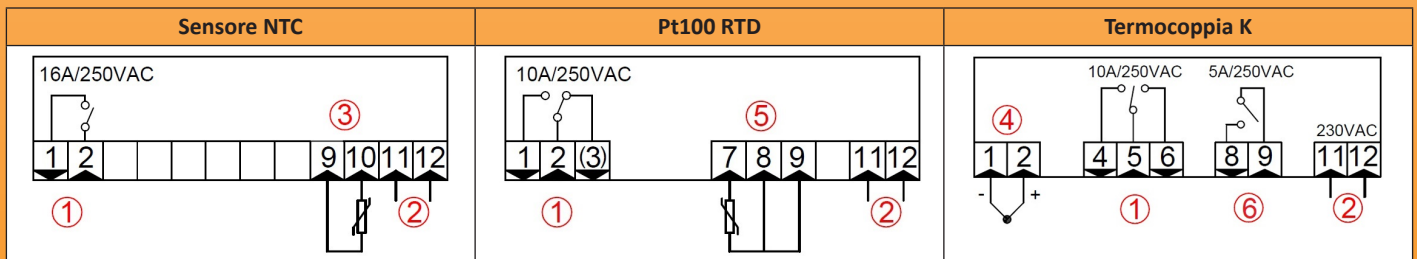 Sensore NTC
Pt100 RTD
Termocoppia K
16A/250VAC
③
1 2 9 10 11 12
①
②
10A/250VAC
⑤
1 2 (3) 7 8 9 11 12
①
②
10A/250VAC 5A/250VAC
④
230VAC
1 2 4 5 6 8 9 11 12
- +
①
⑥
②